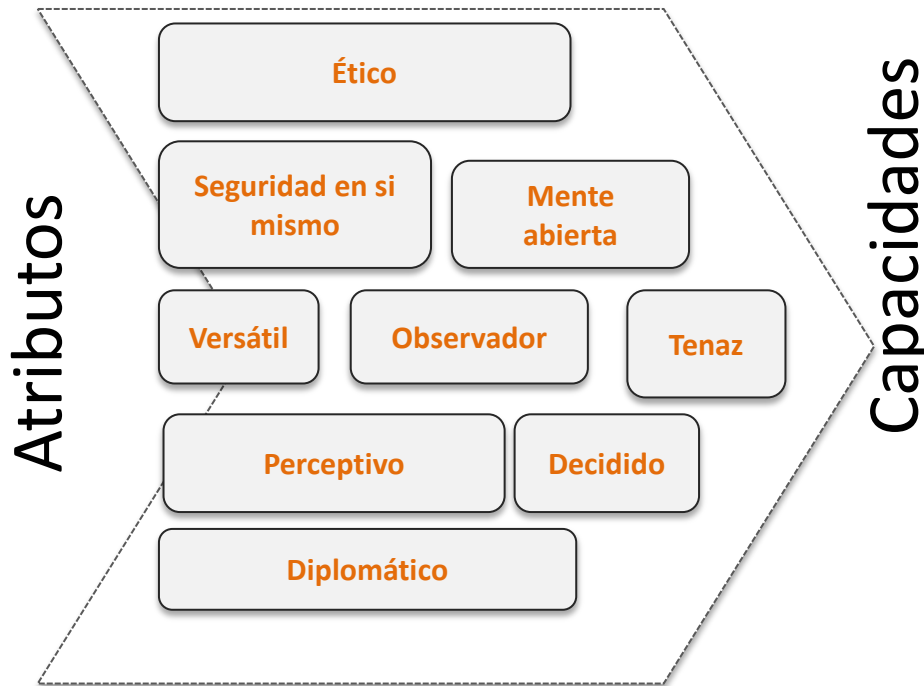 Atributos
Ético
Seguridad en si
mismo
Mente
abierta
Versátil
Observador
Tenaz
Perceptivo
Decidido
Diplomático
Capacidades